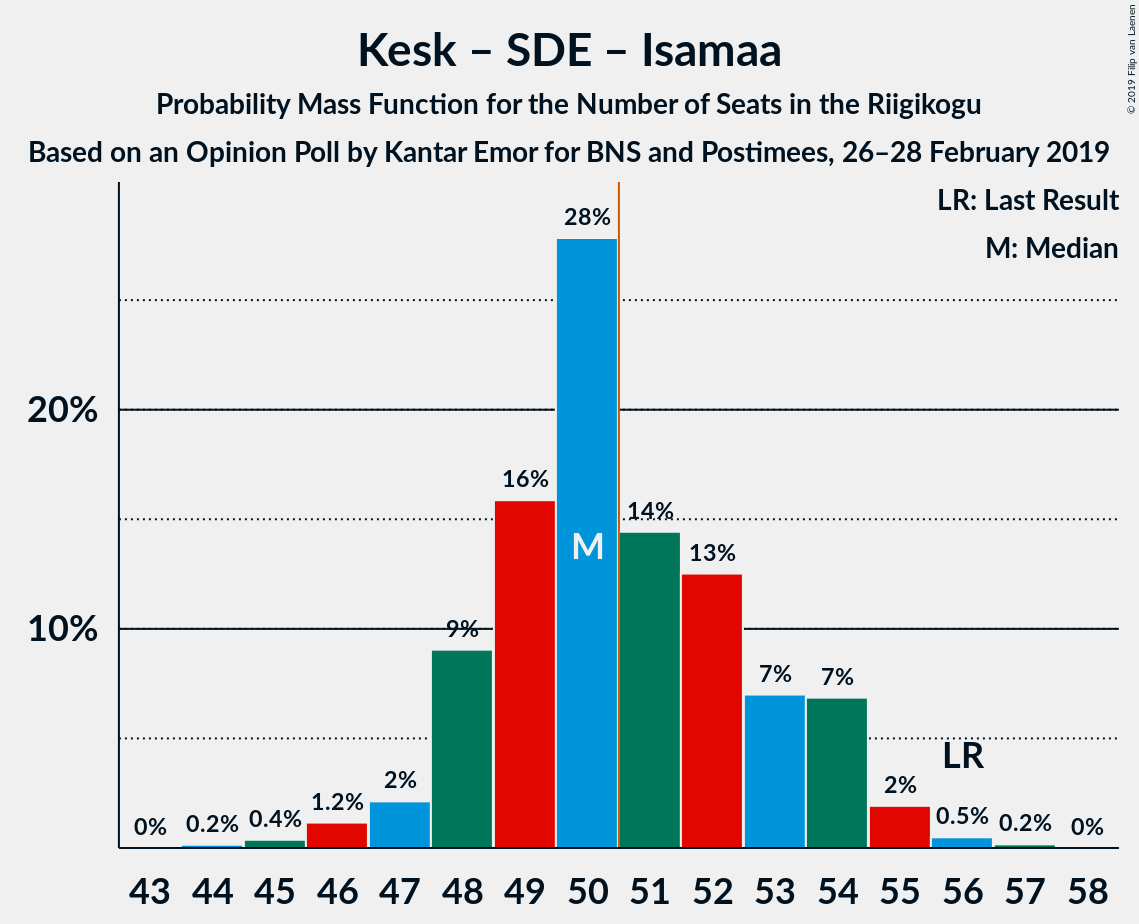 Kesk – SDE – Isamaa
Probability Mass Function for the Number of Seats in the Riigikogu
Based on an Opinion Poll by Kantar Emor for BNS and Postimees, 26–28 February 2019
© 2019 Filip van Laenen
LR: Last Result
M: Median
28%
20%
16%
14%
M
13%
10%
9%
7%
7%
LR
2%
2%
1.2%
0.5%
0.4%
0.2%
0.2%
0%
0%
43 44 45 46 47 48 49 50 51 52 53 54 55 56 57 58